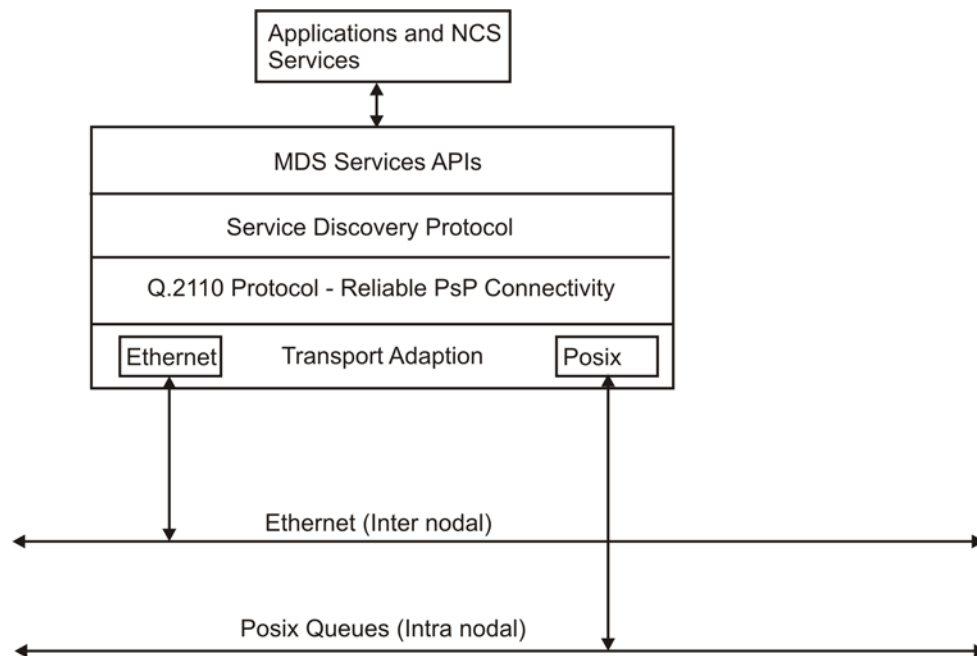 Applications and NCS
Services
MDS Services APIs
Service Discovery Protocol
Q.2110 Protocol - Reliable PsP Connectivity
Ethernet
Transport Adaption
Posix
Ethernet (Inter nodal)
Posix Queues (Intra nodal)